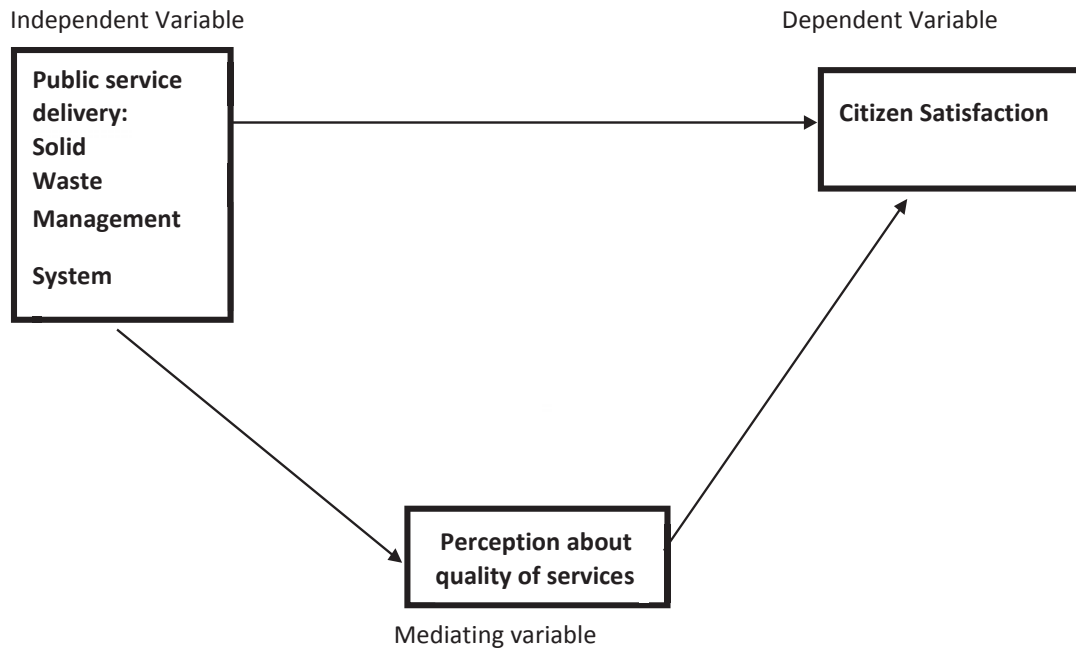 Independent Variable
Dependent Variable
Public service
delivery:
Solid
Waste
Management
System
Citizen Satisfaction
Perception about
quality of services
Mediating variable